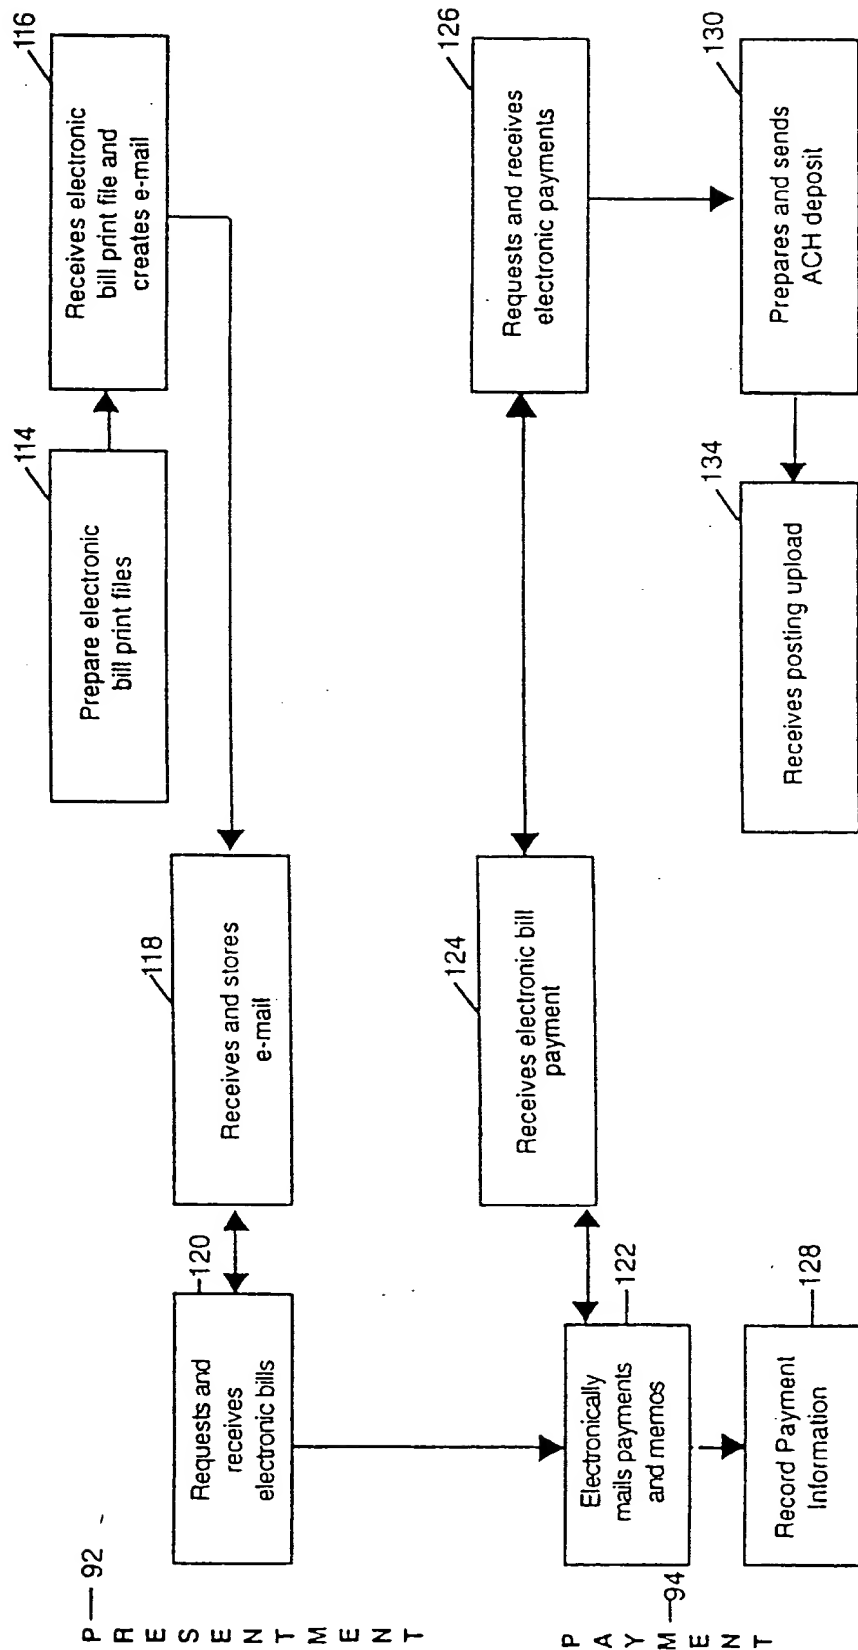 P — 92
R
E
S
E
N
T
M
E
N
T
114
Prepare electronic
bill print files
116
Receives electronic
bill print file and
creates e-mail
118
Receives and stores
e-mail
120
Requests and
receives
electronic bills
P
A
Y
M — 94
E
N
T
122
Electronically
mails payments
and memos
124
Receives electronic bill
payment
126
Requests and receives
electronic payments
128
Record Payment
Information
130
Prepares and sends
ACH deposit
134
Receives posting upload